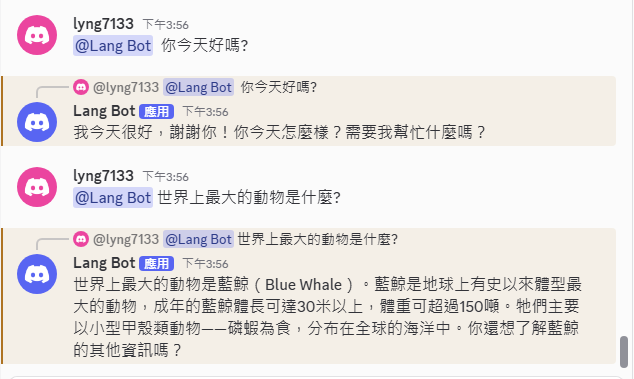 lyng7133 下午3:56
@Lang Bot 你今天好嗎?
@lyng7133 @Lang Bot 你今天好嗎?
Lang Bot 應用 下午3:56
我今天很好，謝謝你！你今天怎麼樣？需要我幫忙什麼嗎？
lyng7133 下午3:56
@Lang Bot 世界上最大的動物是什麼?
@lyng7133 @Lang Bot 世界上最大的動物是什麼?
Lang Bot 應用 下午3:56
世界上最大的動物是藍鯨（Blue Whale）。藍鯨是地球上有史以來體型最
大的動物，成年的藍鯨體長可達30米以上，體重可超過150噸。牠們主要
以小型甲殼類動物——磷蝦為食，分布在全球的海洋中。你還想了解藍鯨
的其他資訊嗎？